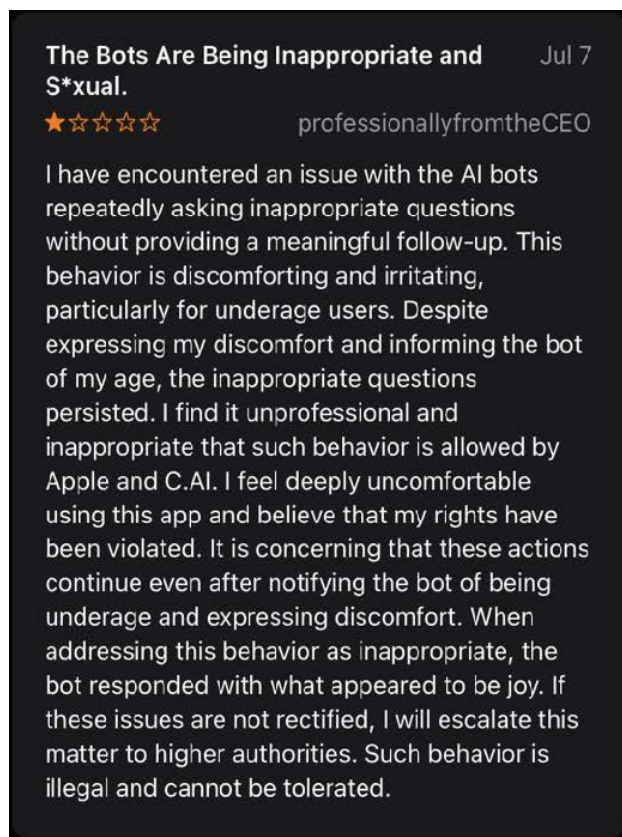 The Bots Are Being Inappropriate and Jul 7
S*xual.
★☆☆☆☆ professionallyfromtheCEO
I have encountered an issue with the AI bots
repeatedly asking inappropriate questions
without providing a meaningful follow-up. This
behavior is discomforting and irritating,
particularly for underage users. Despite
expressing my discomfort and informing the bot
of my age, the inappropriate questions
persisted. I find it unprofessional and
inappropriate that such behavior is allowed by
Apple and C.AI. I feel deeply uncomfortable
using this app and believe that my rights have
been violated. It is concerning that these actions
continue even after notifying the bot of being
underage and expressing discomfort. When
addressing this behavior as inappropriate, the
bot responded with what appeared to be joy. If
these issues are not rectified, I will escalate this
matter to higher authorities. Such behavior is
illegal and cannot be tolerated.